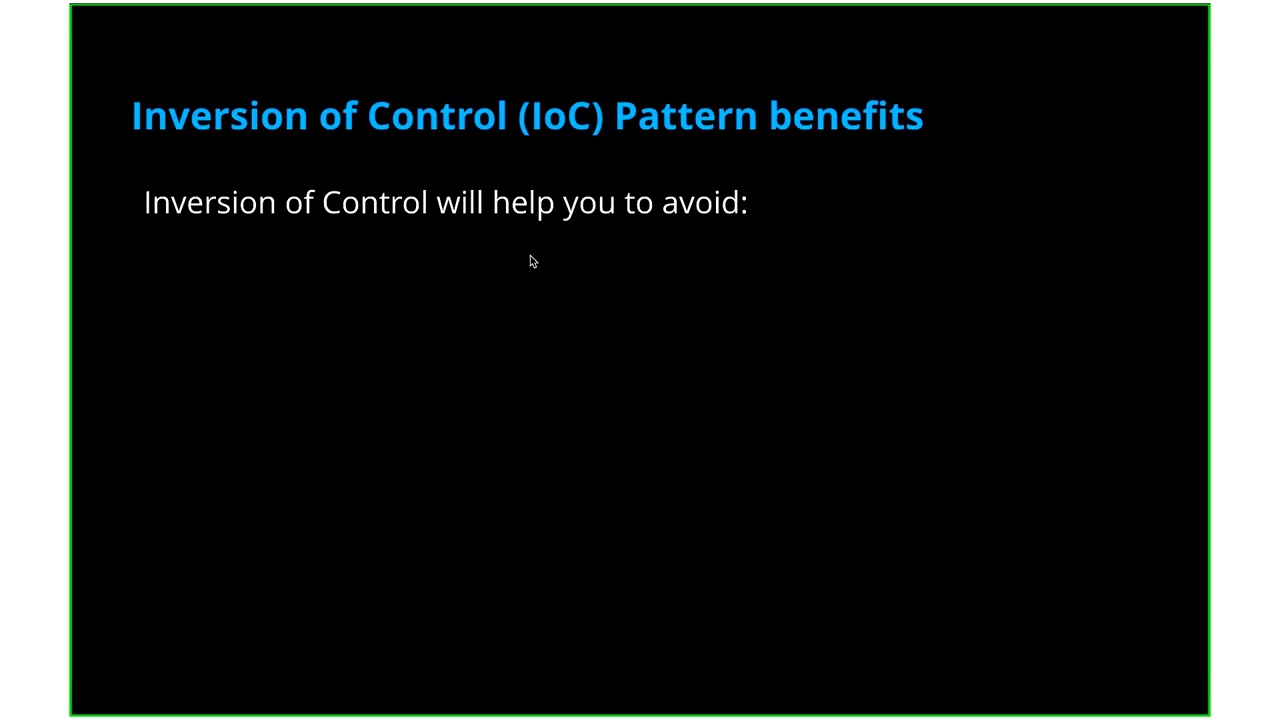 Inversion of Control (IoC) Pattern benefits
Inversion of Control will help you to avoid: